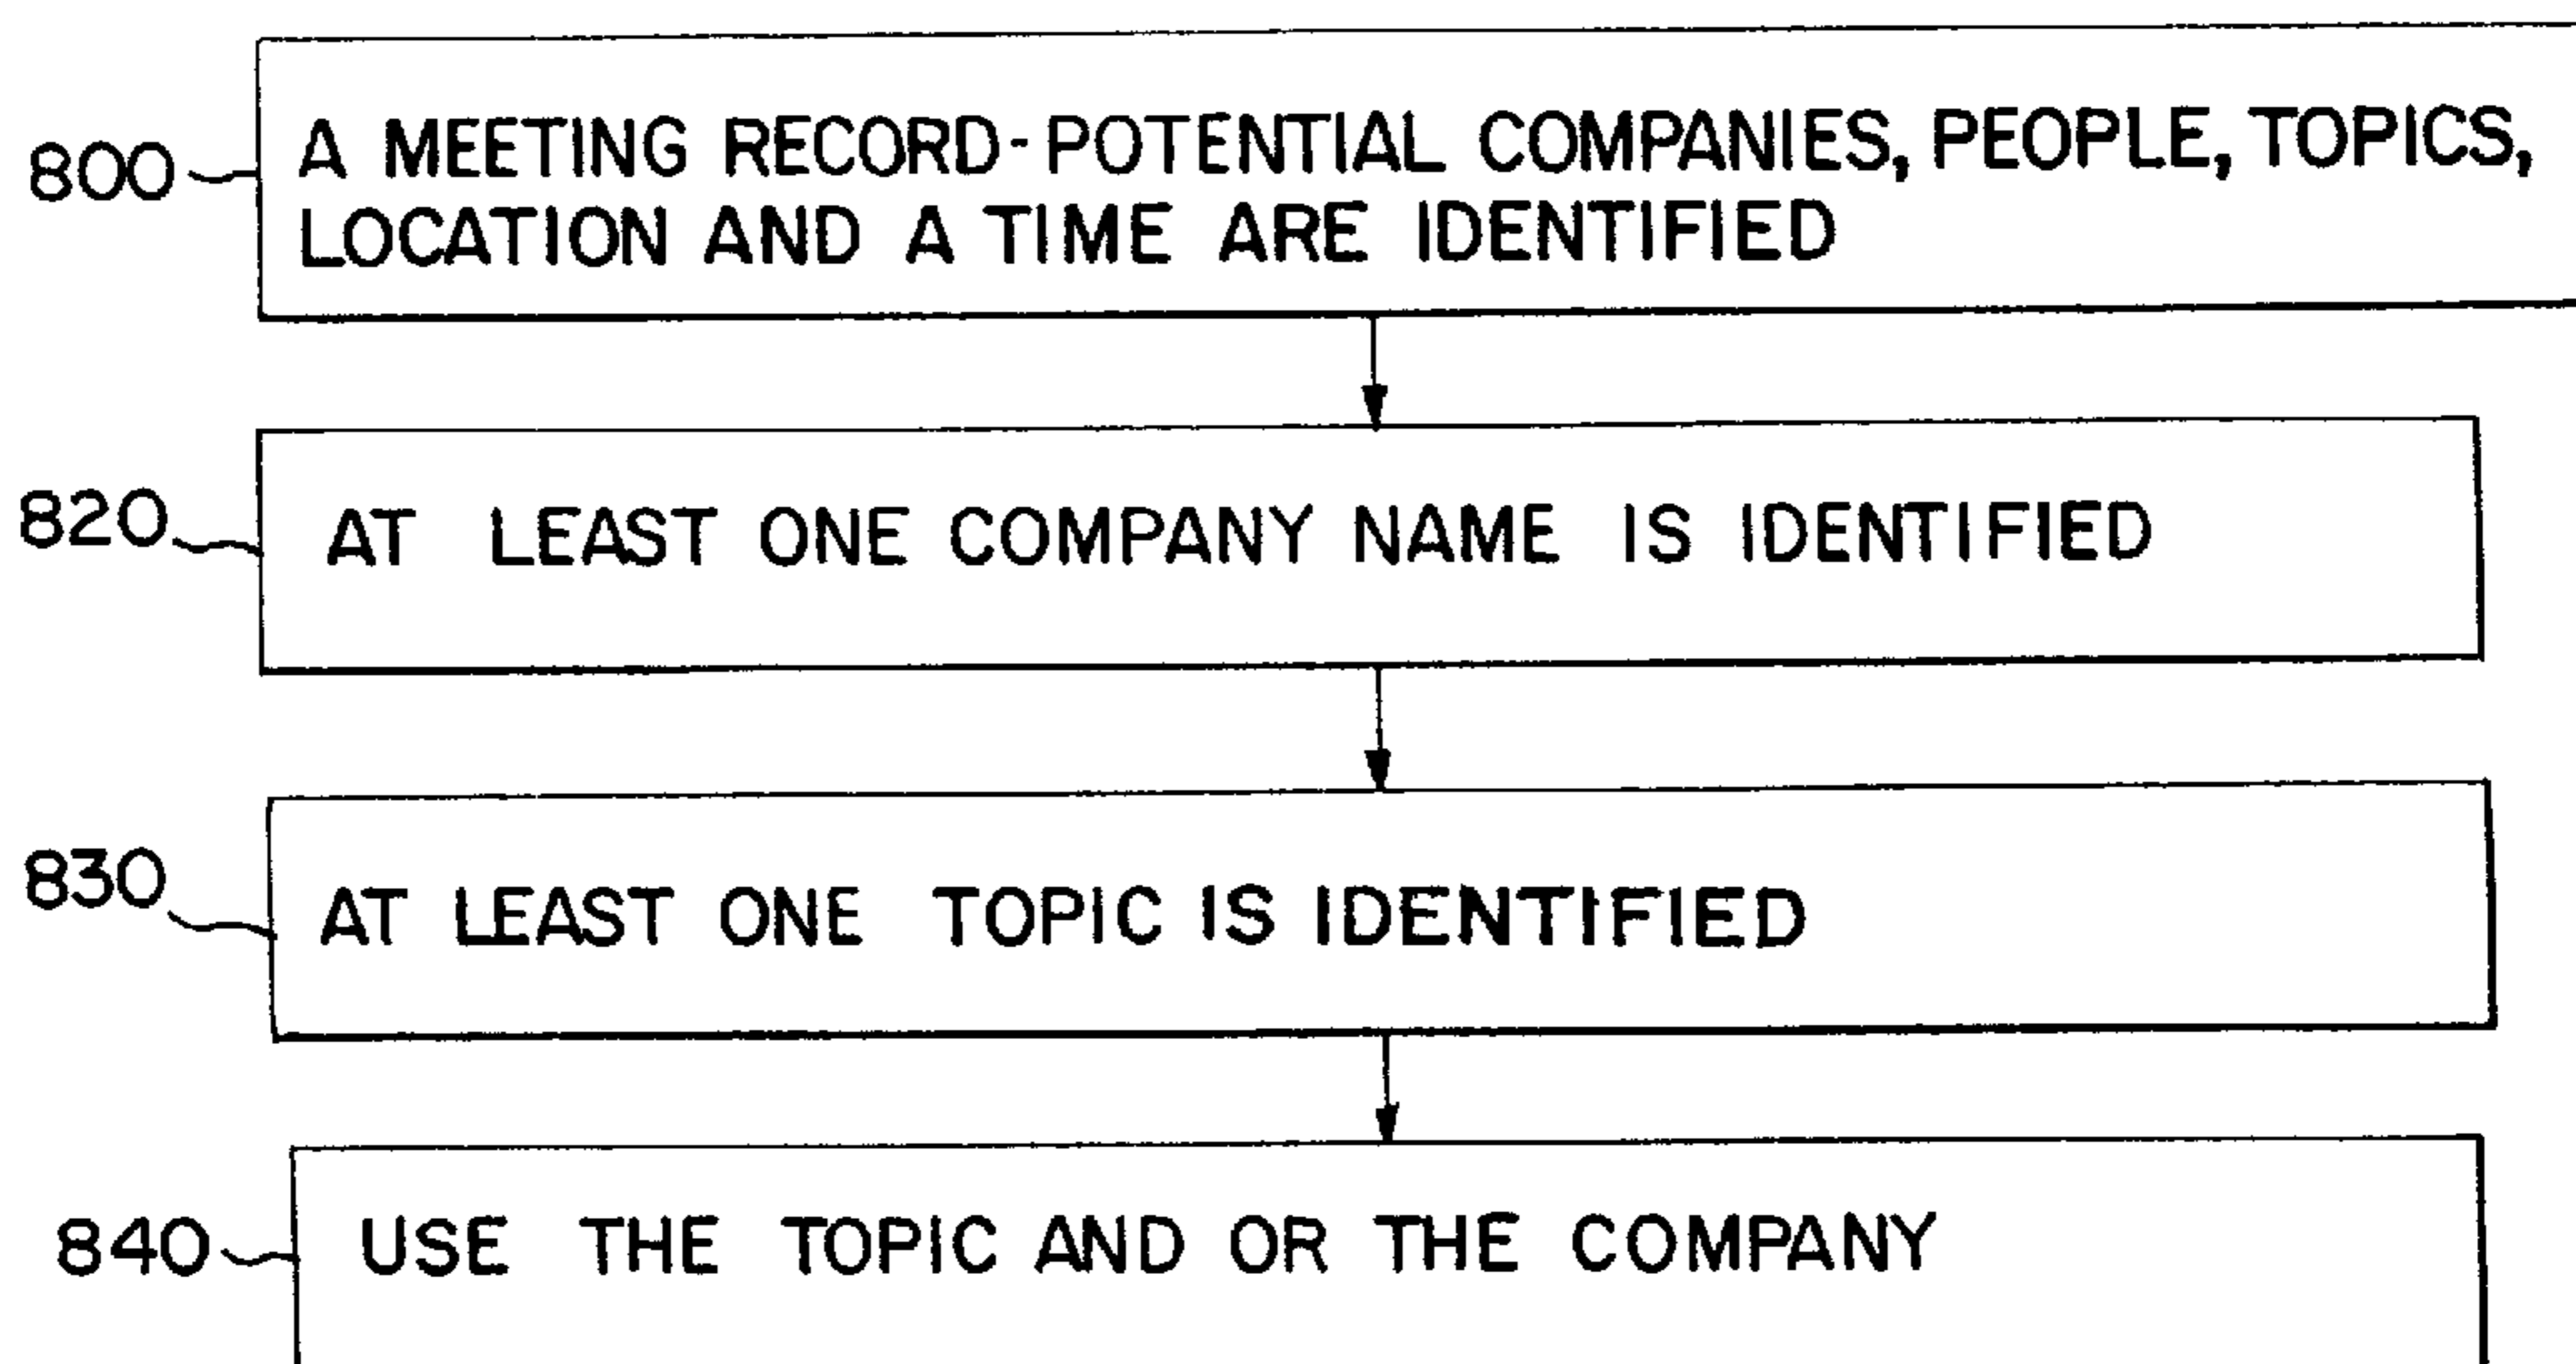 800
A MEETING RECORD-POTENTIAL COMPANIES, PEOPLE, TOPICS,
LOCATION AND A TIME ARE IDENTIFIED
820
AT LEAST ONE COMPANY NAME IS IDENTIFIED
830
AT LEAST ONE TOPIC IS IDENTIFIED
840
USE THE TOPIC AND OR THE COMPANY